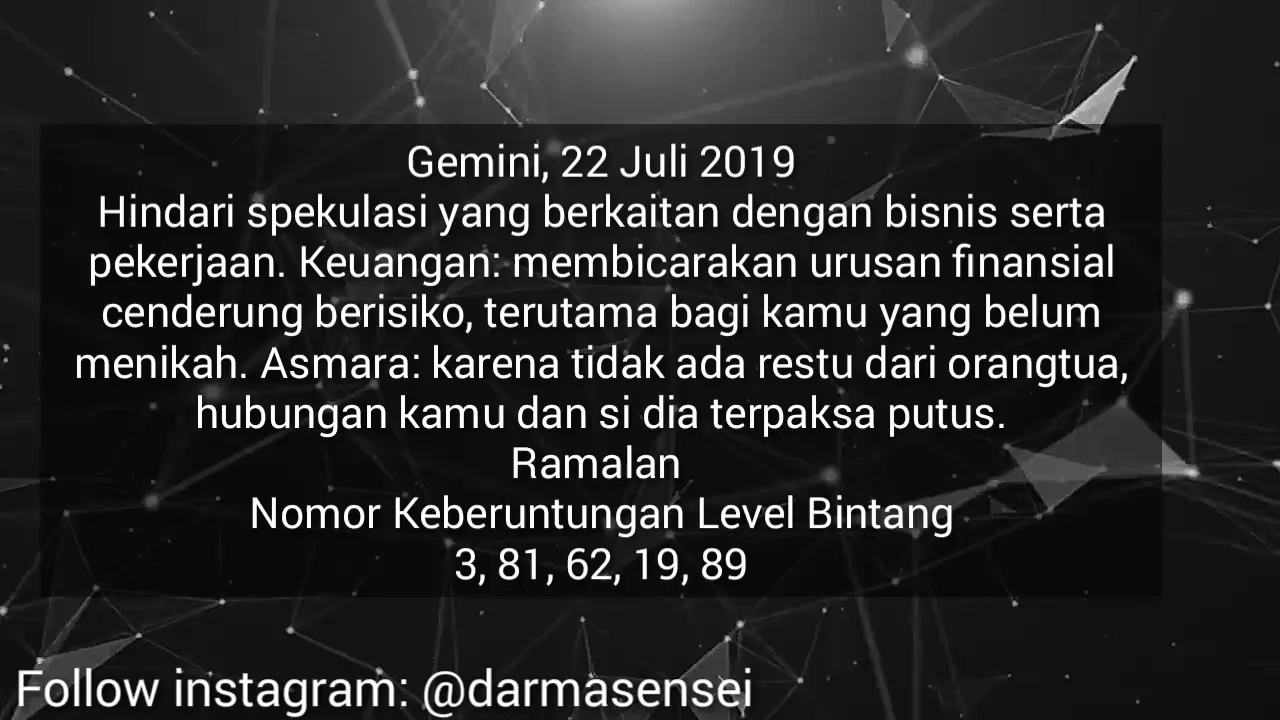 Gemini, 22 Juli 2019
Hindari spekulasi yang berkaitan dengan bisnis serta
pekerjaan. Keuangan: membicarakan urusan finansial
cenderung berisiko, terutama bagi kamu yang belum
menikah. Asmara: karena tidak ada restu dari orangtua,
hubungan kamu dan si dia terpaksa putus.
Ramalan
Nomor Keberuntungan Level Bintang
3, 81, 62, 19, 89
Follow instagram: @darmasensei